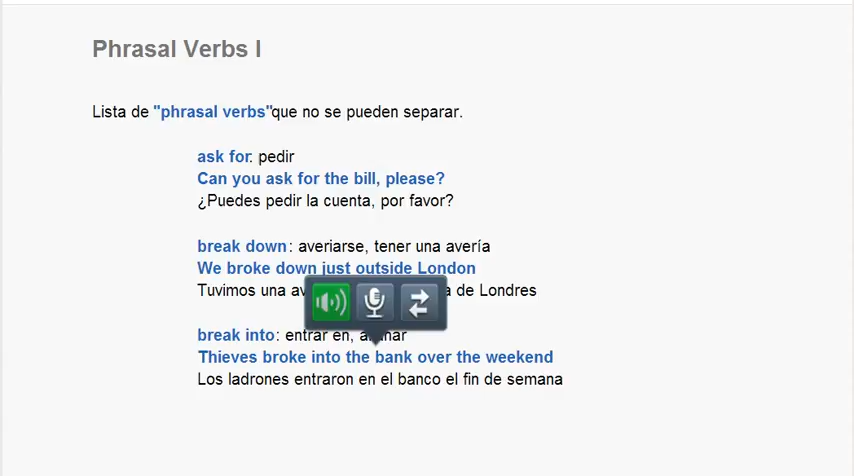 Phrasal Verbs I
Lista de "phrasal verbs"que no se pueden separar.
ask for: pedir
Can you ask for the bill, please?
¿Puedes pedir la cuenta, por favor?
break down: averiarse, tener una avería
We broke down just outside London
Tuvimos una de Londres
break into: entrar en,
Thieves broke into the bank over the weekend
Los ladrones entraron en el banco el fin de semana